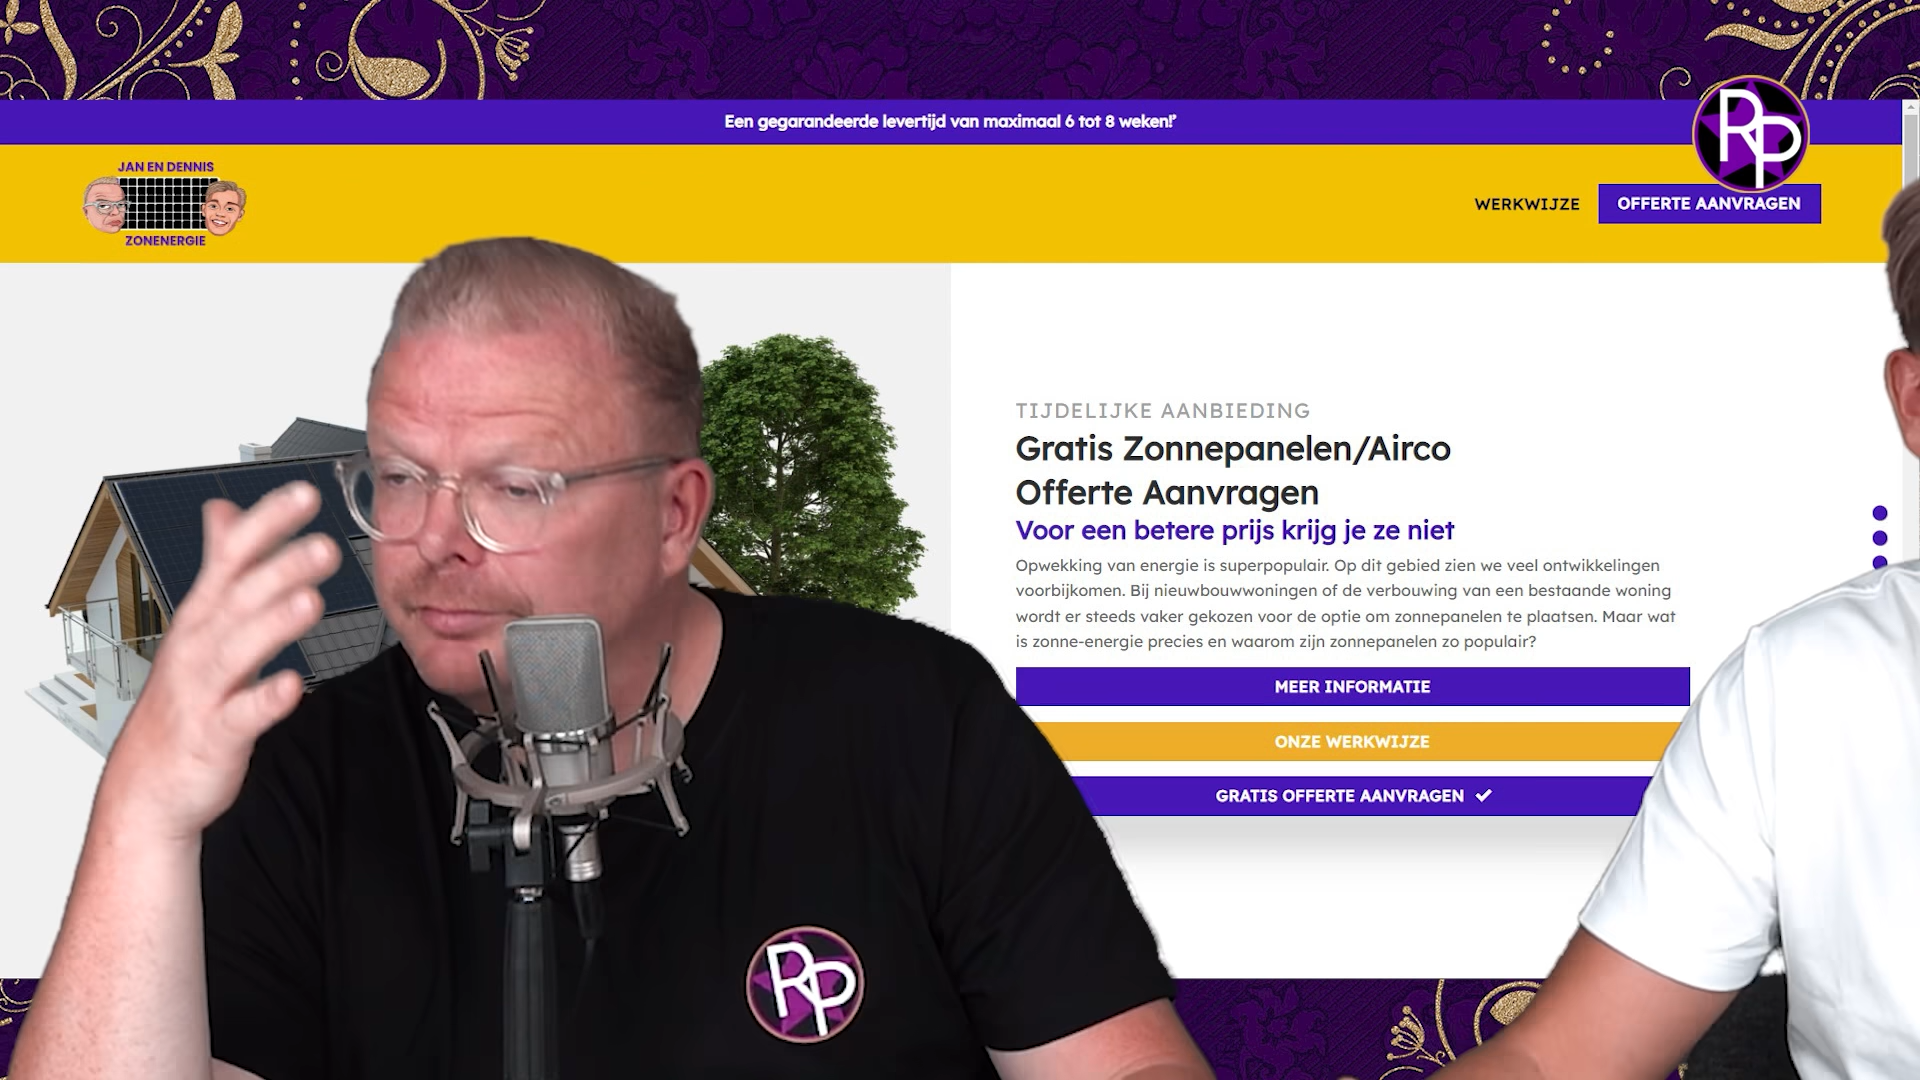 Een gegarandeerde levertijd van maximaal 6 tot 8 weken!*
JAN EN DENNIS
ZONENERGIE
RP
WERKWIJZE
OFFERTE AANVRAGEN
TIJDELIJKE AANBIEDING
Gratis Zonnepanelen/Airco
Offerte Aanvragen
Voor een betere prijs krijg je ze niet
Opwekking van energie is superpopulair. Op dit gebied zien we veel ontwikkelingen
voorbijkomen. Bij nieuwbouwwoningen of de verbouwing van een bestaande woning
wordt er steeds vaker gekozen voor de optie om zonnepanelen te plaatsen. Maar wat
is zonne-energie precies en waarom zijn zonnepanelen zo populair?
MEER INFORMATIE
ONZE WERKWIJZE
GRATIS OFFERTE AANVRAGEN
RP